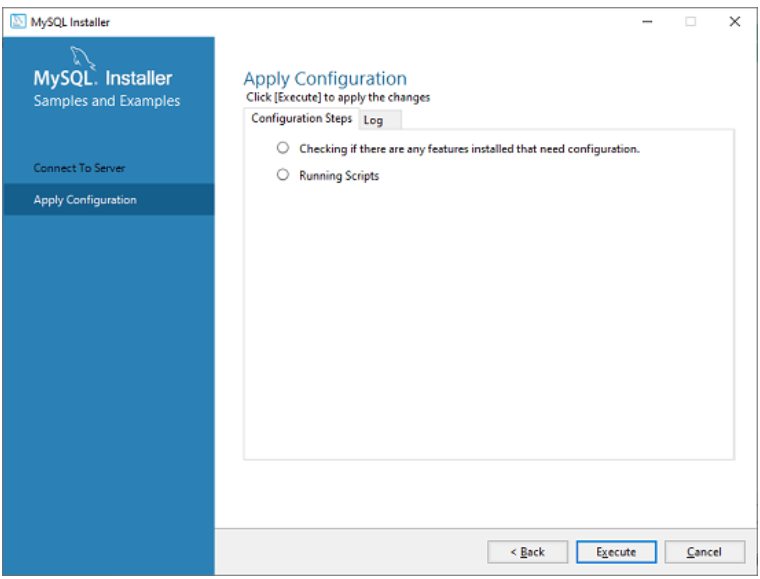 MySQL Installer
MySQL. Installer
Samples and Examples
Connect To Server
Apply Configuration
Apply Configuration
Click [Execute] to apply the changes
Configuration Steps Log
Checking if there are any features installed that need configuration.
Running Scripts
< Back Execute Cancel